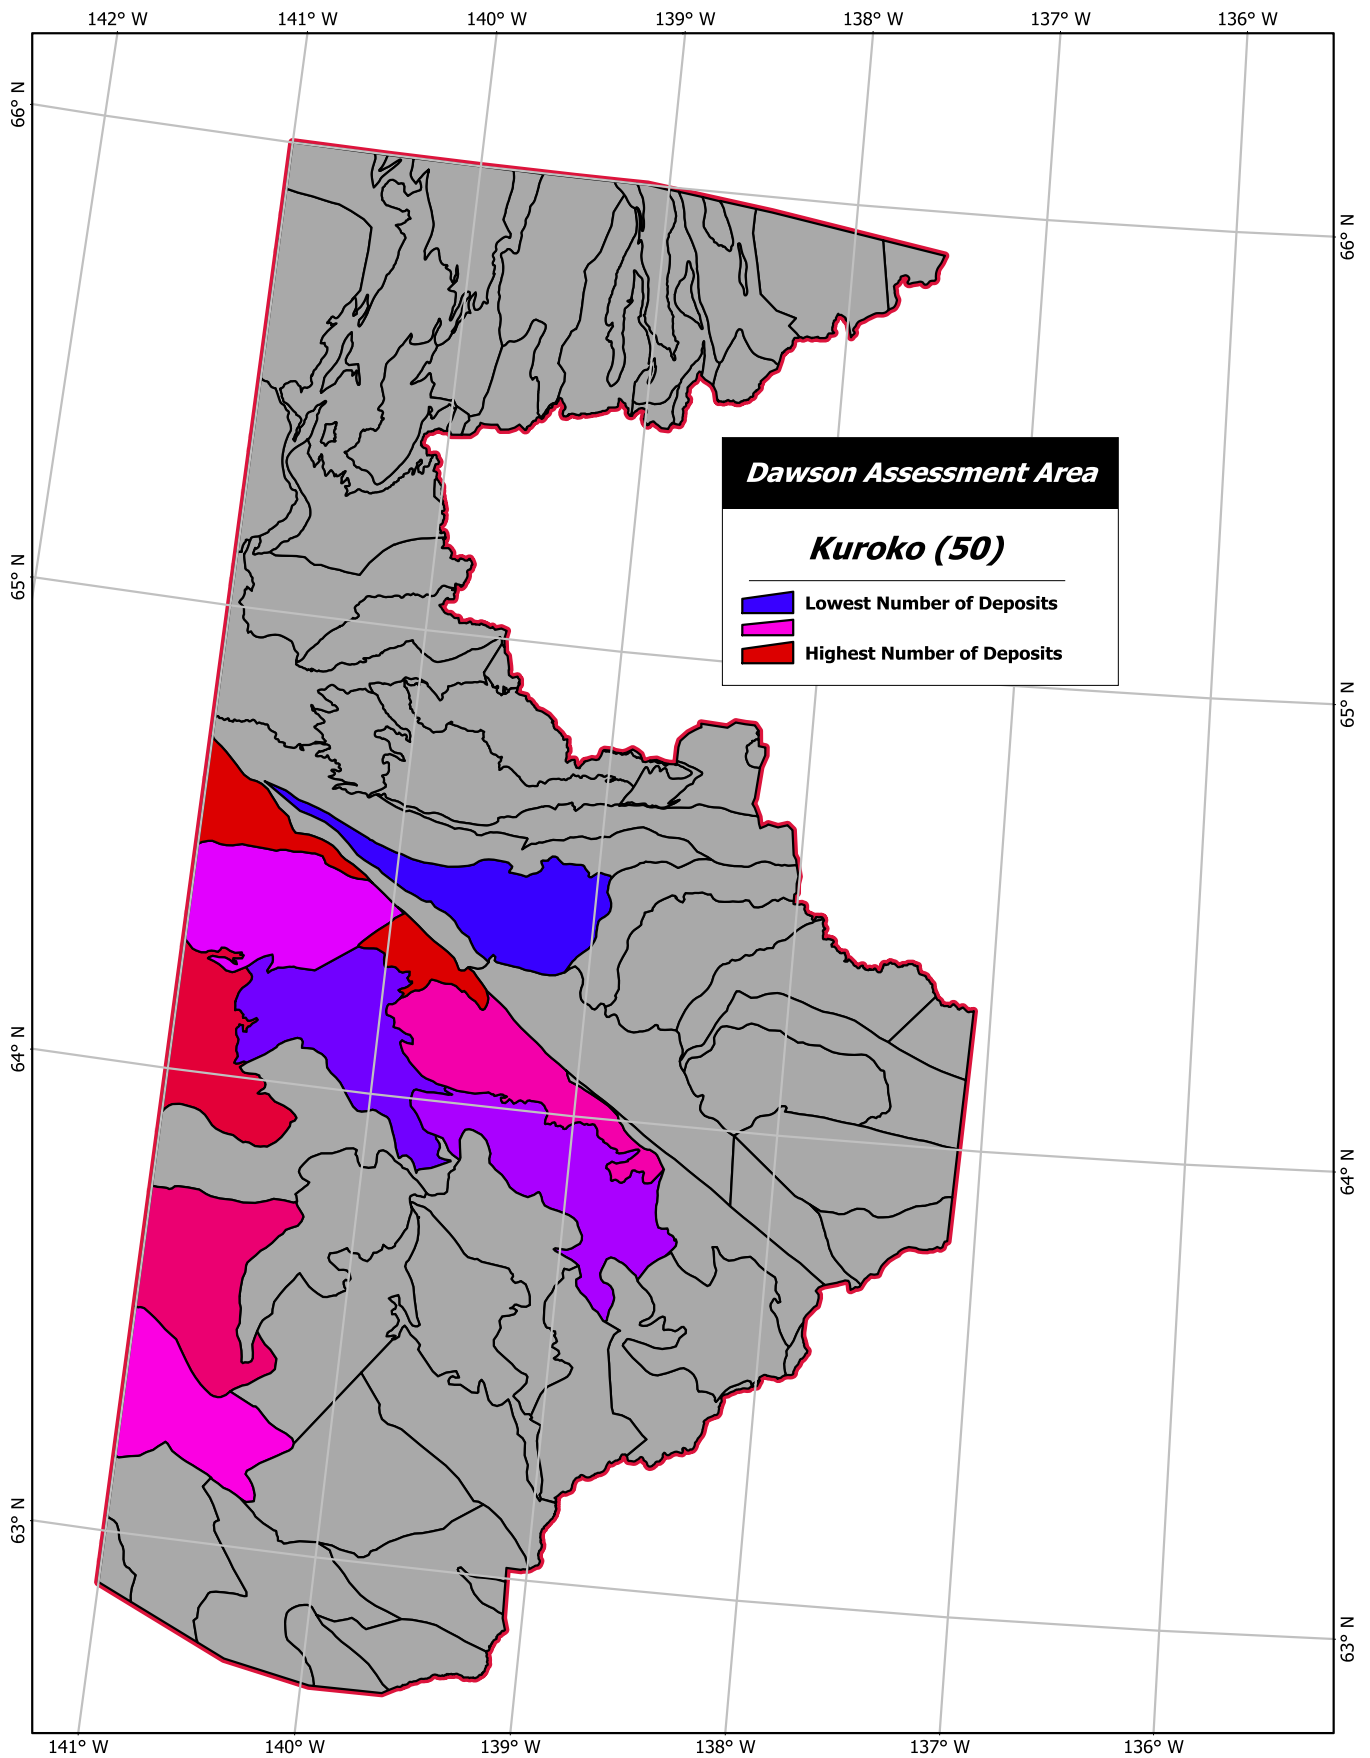 142° W 141° W 140° W 139° W 138° W 137° W 136° W
66° N
66° N
Dawson Assessment Area
Kuroko (50)
65° N
Lowest Number of Deposits
Highest Number of Deposits
65° N
64° N
64° N
63° N
63° N
141° W 140° W 139° W 138° W 137° W 136° W